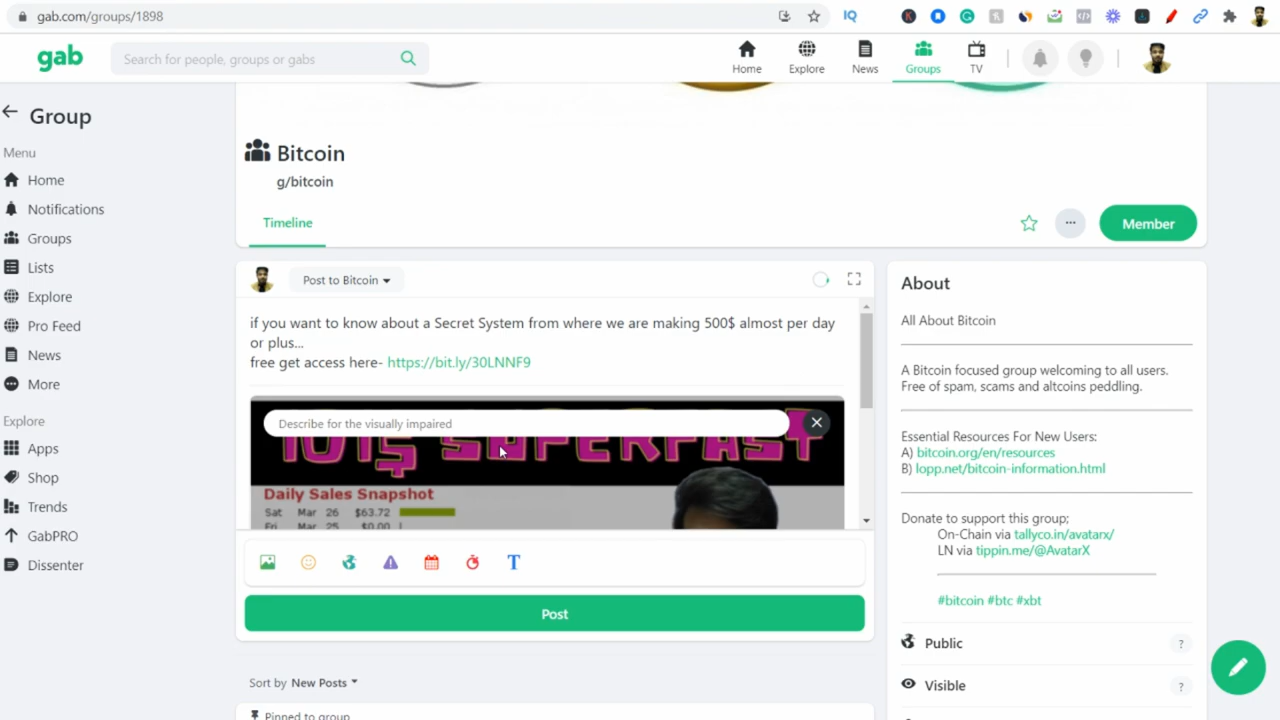 gab.com/groups/1898
IQ
gab
Search for people, groups or gabs
Home
Explore
News
Groups
TV
Group
Menu
Home
Notifications
Groups
Lists
Explore
Pro Feed
News
More
Explore
Apps
Shop
Trends
GabPRO
Dissenter
Bitcoin
g/bitcoin
Timeline
...
Member
Post to Bitcoin
if you want to know about a Secret System from where we are making 500$ almost per day
or plus...
free get access here- https://bit.ly/30LNNF9
Describe for the visually impaired
SUPERFAST
Daily Sales Snapshot
Sat Mar 26 $63.72
Fri Mar 25 $0.00
T
Post
Sort by New Posts
Pinned to group
About
All About Bitcoin
A Bitcoin focused group welcoming to all users.
Free of spam, scams and altcoins peddling.
Essential Resources For New Users:
A) bitcoin.org/en/resources
B) lopp.net/bitcoin-information.html
Donate to support this group;
On-Chain via tallyco.in/avatarx/
LN via tippin.me/@AvatarX
#bitcoin #btc #xbt
Public
?
Visible
?